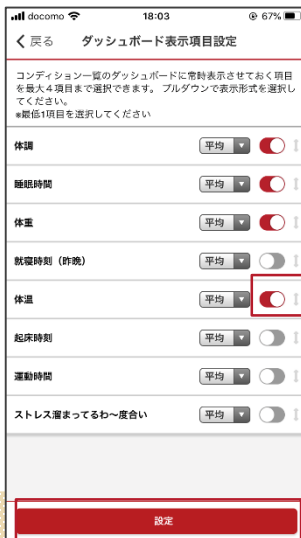 docomo 18:03 67%
戻る ダッシュボード表示項目設定
コンディション一覧のダッシュボードに常時表示させておく項目
を最大４項目まで選択できます。 プルダウンで表示形式を選択し
てください。
*最低1項目を選択してください
体調 平均
睡眠時間 平均
体重 平均
就寝時刻（昨晩） 平均
体温 平均
起床時刻 平均
運動時間 平均
ストレス溜まってるわ〜度合い 平均
設定